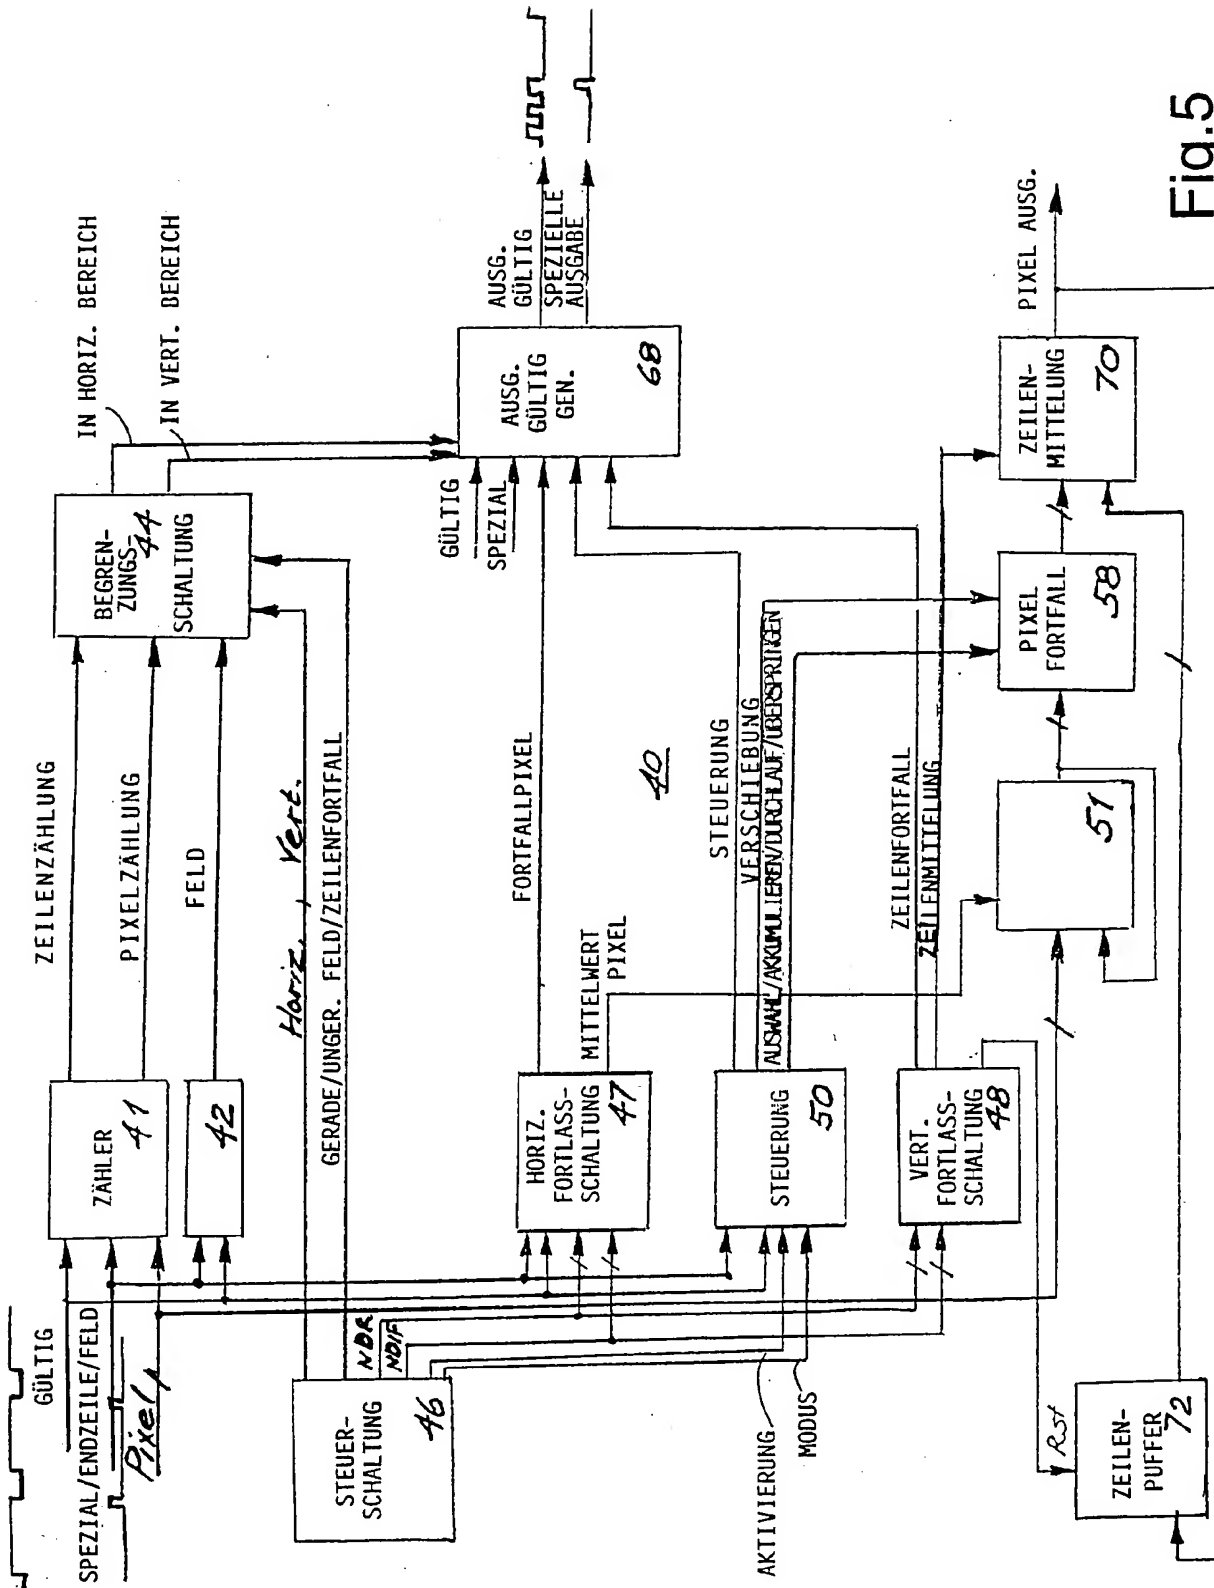 GÜLTIG
SPEZIAL/ENDZEILE/FELD
Pixel
ZÄHLER
41
42
ZEILENZÄHLUNG
PIXELZÄHLUNG
FELD
BEGREN-
ZUNGS-
44
SCHALTUNG
IN HORIZ. BEREICH
IN VERT. BEREICH
STEUER-
SCHALTUNG
46
Horiz., Vert.
GERADE/UNGER. FELD/ZEILENFORTFALL
NDR
NDIF
AKTIVIERUNG
MODUS
HORIZ.
FORTLASS-
SCHALTUNG
47
FORTFALLPIXEL
MITTELWERT
PIXEL
GÜLTIG
SPEZIAL
AUSG.
GÜLTIG
GEN.
68
AUSG.
GÜLTIG
SPEZIELLE
AUSGABE
40
STEUERUNG
50
STEUERUNG
VERSCHIEBUNG
AUSWAHL/AKKUMULIEREN/DURCHLAUF/ÜBERSPRINGEN
VERT.
FORTLASS-
SCHALTUNG
48
ZEILENFORTFALL
ZEILENMITTELUNG
51
PIXEL
FORTFALL
58
ZEILEN-
MITTELUNG
70
PIXEL AUSG.
Rst
ZEILEN-
PUFFER
72
Fig.5